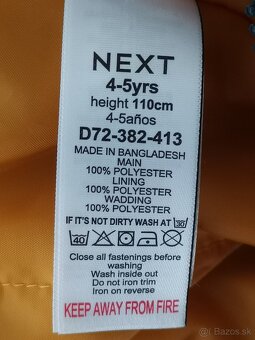 NEXT
4-5yrs
height 110cm
4-5años
D72-382-413
MADE IN BANGLADESH
MAIN
100% POLYESTER
LINING
100% POLYESTER
WADDING
100% POLYESTER
IF IT'S NOT DIRTY WASH AT 30
40
Close all fastenings before
washing
Wash inside out
Do not iron trim
Iron on reverse
KEEP AWAY FROM FIRE
bazos.sk